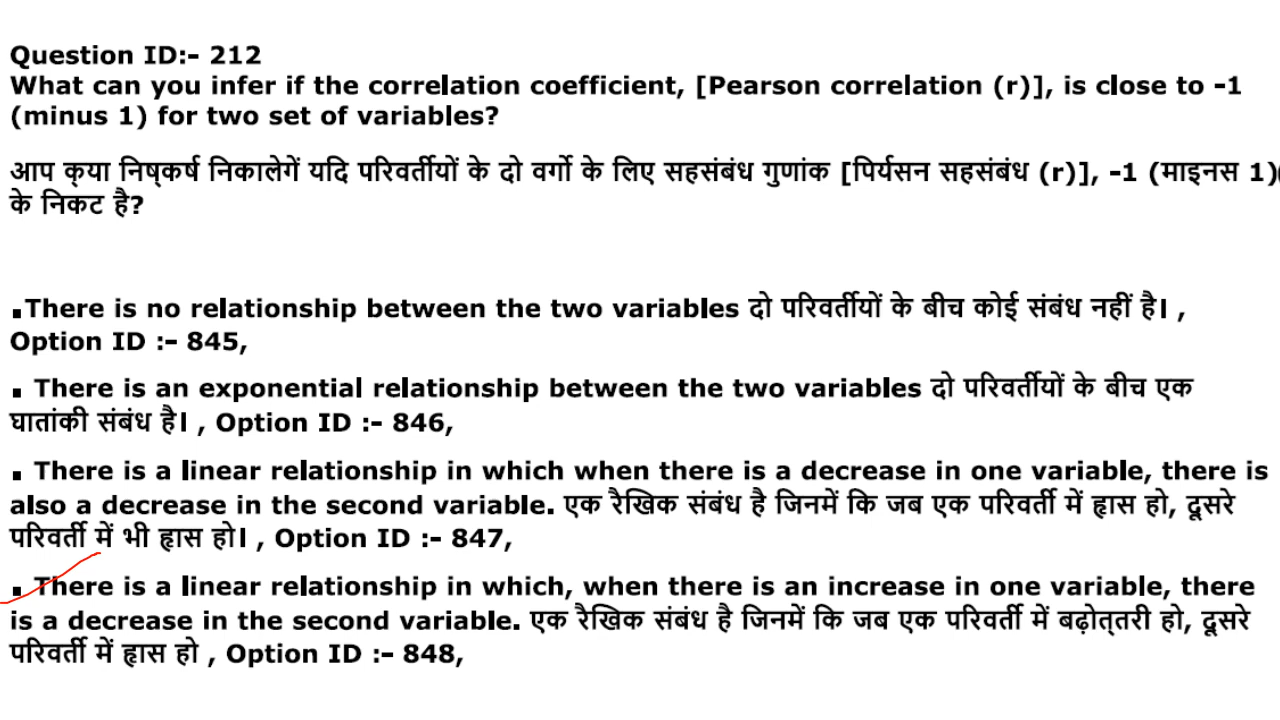 Question ID:- 212
What can you infer if the correlation coefficient, [Pearson correlation (r)], is close to -1
(minus 1) for two set of variables?
आप क्या निष्कर्ष निकालेगें यदि परिवर्तीयों के दो वर्गो के लिए सहसंबंध गुणांक [पिर्यसन सहसंबंध (r)], -1 (माइनस 1)
के निकट है?
▪There is no relationship between the two variables दो परिवर्तीयों के बीच कोई संबंध नहीं है। ,
Option ID :- 845,
▪ There is an exponential relationship between the two variables दो परिवर्तीयों के बीच एक
घातांकी संबंध है। , Option ID :- 846,
▪ There is a linear relationship in which when there is a decrease in one variable, there is
also a decrease in the second variable. एक रैखिक संबंध है जिनमें कि जब एक परिवर्ती में ह्रास हो, दूसरे
परिवर्ती में भी ह्रास हो। , Option ID :- 847,
▪ There is a linear relationship in which, when there is an increase in one variable, there
is a decrease in the second variable. एक रैखिक संबंध है जिनमें कि जब एक परिवर्ती में बढ़ोत्तरी हो, दूसरे
परिवर्ती में ह्रास हो , Option ID :- 848,